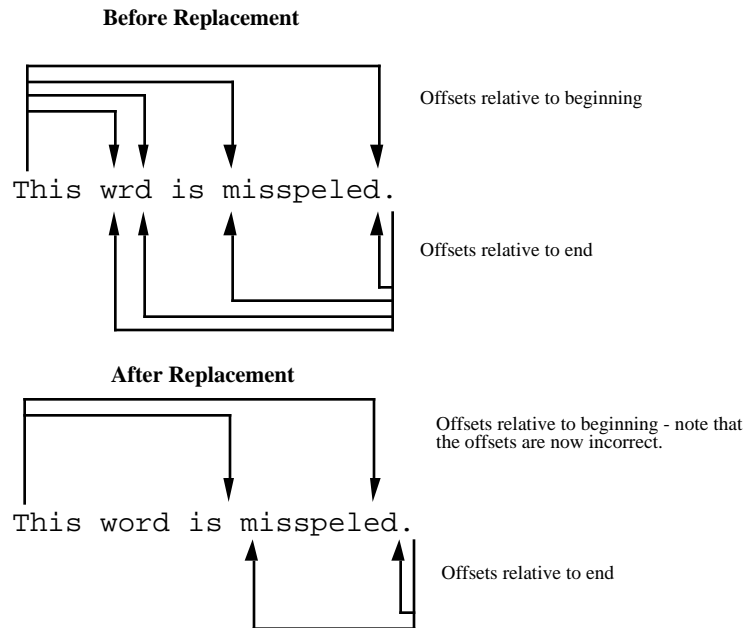 Before Replacement
Offsets relative to beginning
This wrd is misspeled.
Offsets relative to end
After Replacement
Offsets relative to beginning - note that
the offsets are now incorrect.
This word is misspeled.
Offsets relative to end